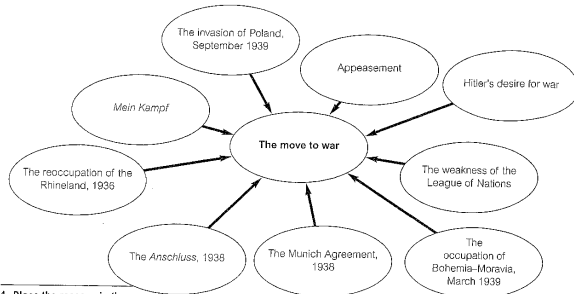 The invasion of Poland,
September 1939
Appeasement
Hitler's desire for war
Mein Kampf
The move to war
The reoccupation of the
Rhineland, 1936
The weakness of the
League of Nations
The Anschluss, 1938
The Munich Agreement,
1938
The
occupation of
Bohemia–Moravia,
March 1939